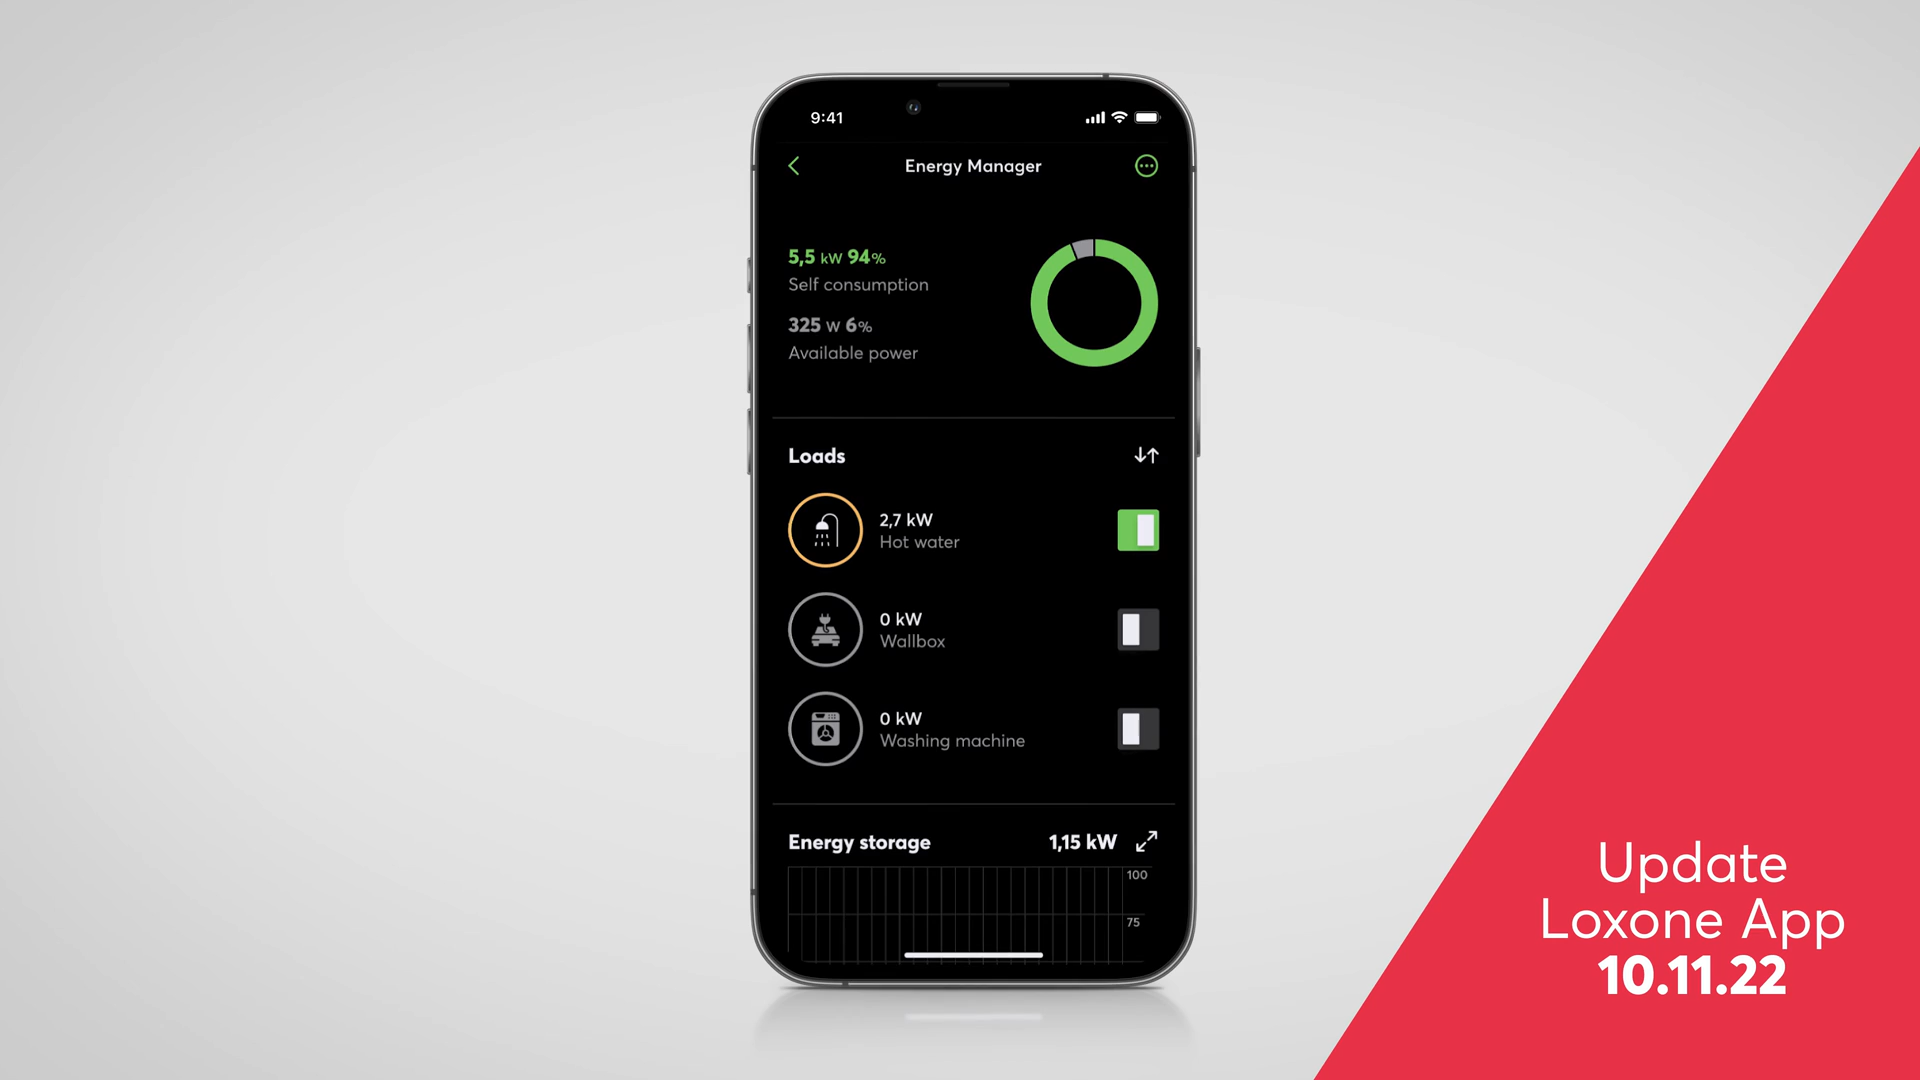 9:41
Energy Manager
5,5 kW 94%
Self consumption
325 W 6%
Available power
Loads
2,7 kW
Hot water
0 kW
Wallbox
0 kW
Washing machine
Energy storage 1,15 kW
100
75
Update
Loxone App
10.11.22